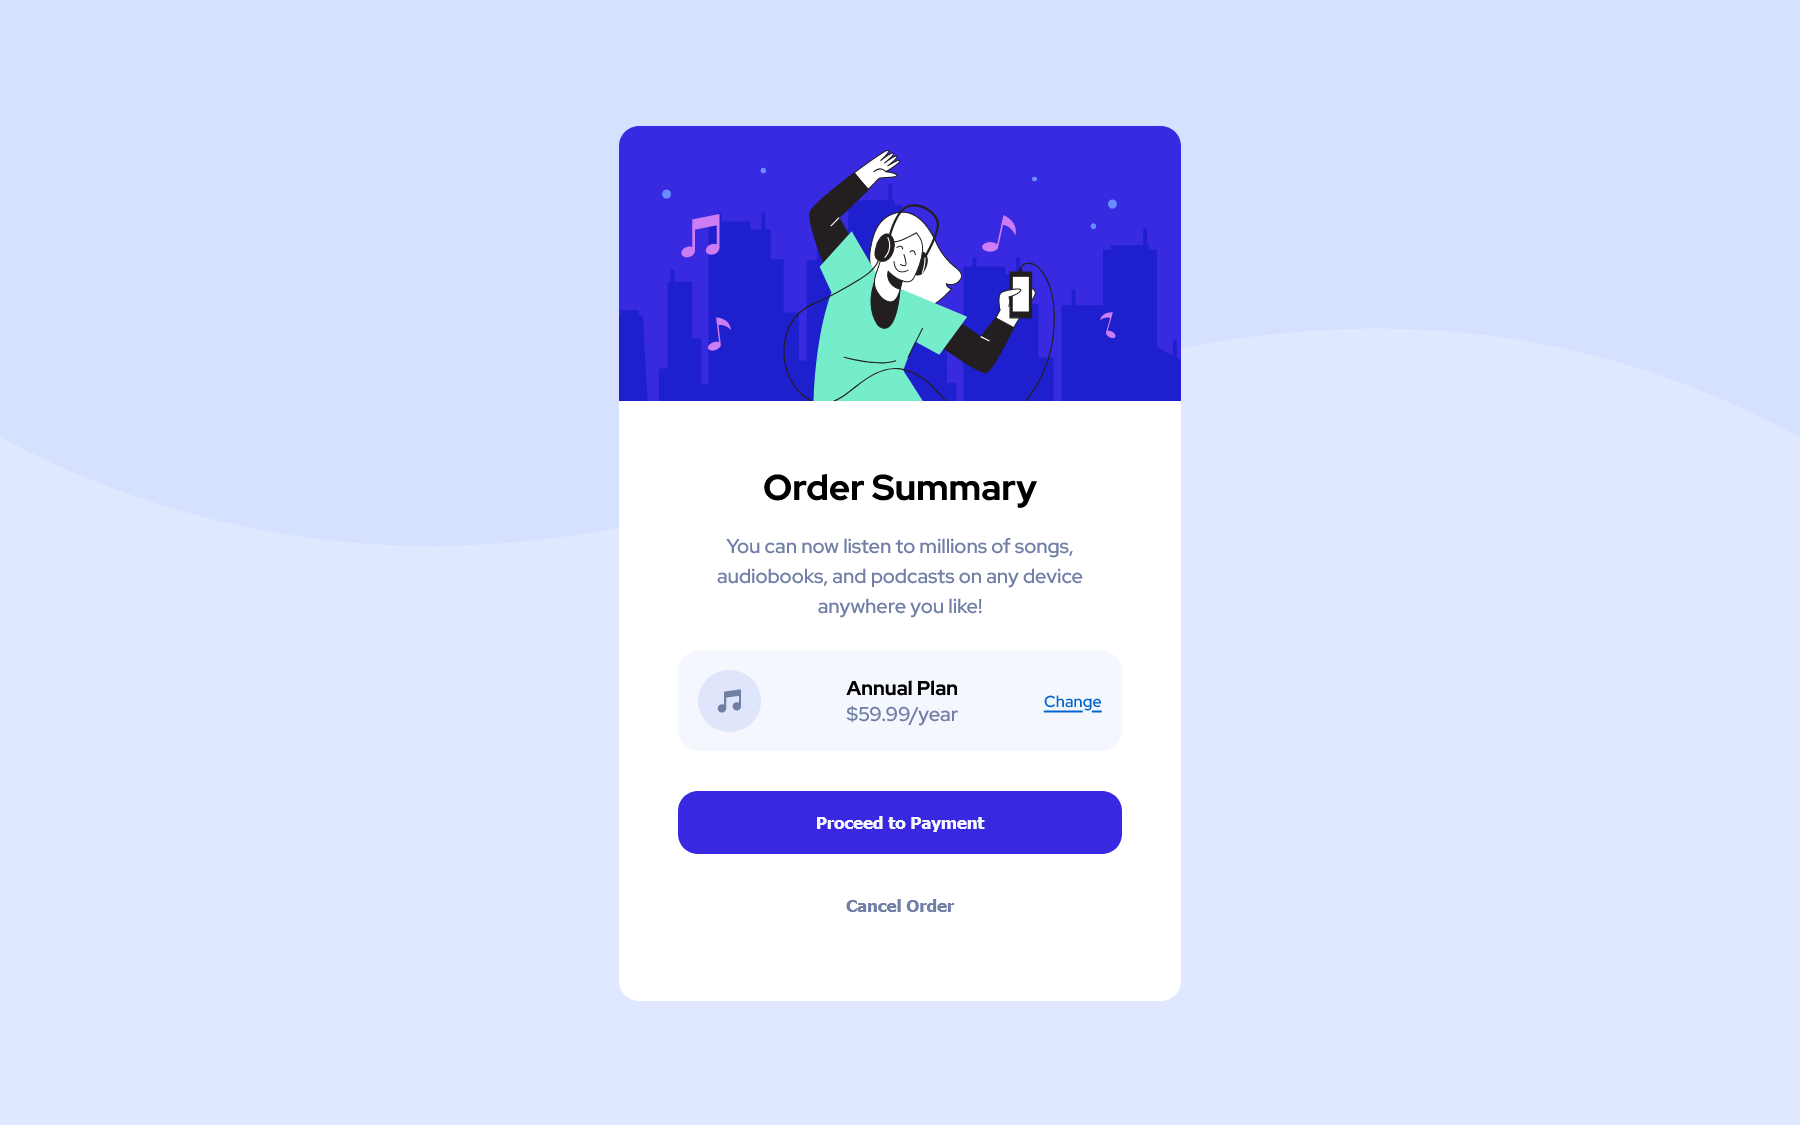 Order Summary
You can now listen to millions of songs,
audiobooks, and podcasts on any device
anywhere you like!
Annual Plan
$59.99/year
Change
Proceed to Payment
Cancel Order